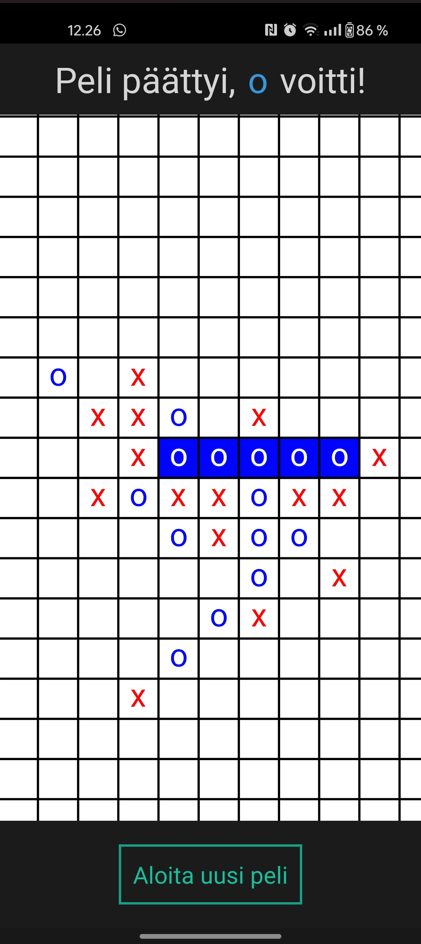 12.26 86 %
Peli päättyi, o voitti!
o x
x x o x
x o o o o o x
x o x x o x x
o x o o
o x
o x
o
x
Aloita uusi peli